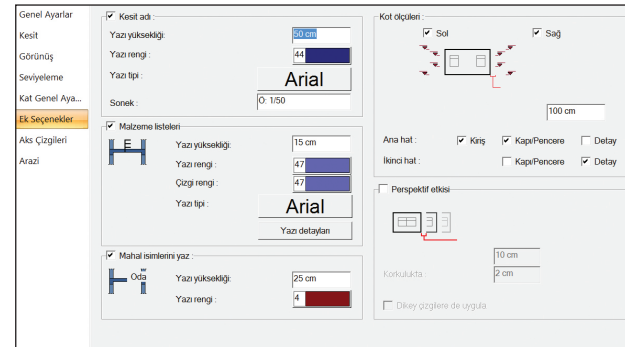 Genel Ayarlar
Kesit
Görünüş
Seviyeleme
Kat Genel Aya...
Ek Seçenekler
Aks Çizgileri
Arazi
Kesit adı :
Yazı yüksekliği: 50 cm
Yazı rengi : 44
Yazı tipi : Arial
Sonek : Ö: 1/50
Malzeme listeleri
Yazı yüksekliği: 15 cm
Yazı rengi : 47
Çizgi rengi : 47
Yazı tipi : Arial
Yazı detayları
Mahal isimlerini yaz :
Oda
Yazı yüksekliği: 25 cm
Yazı rengi : 4
Kot ölçüleri :
Sol Sağ
100 cm
Ana hat : Kiriş Kapı/Pencere Detay
İkinci hat : Kapı/Pencere Detay
Perspektif etkisi
10 cm
Korkulukta : 2 cm
Dikey çizgilere de uygula